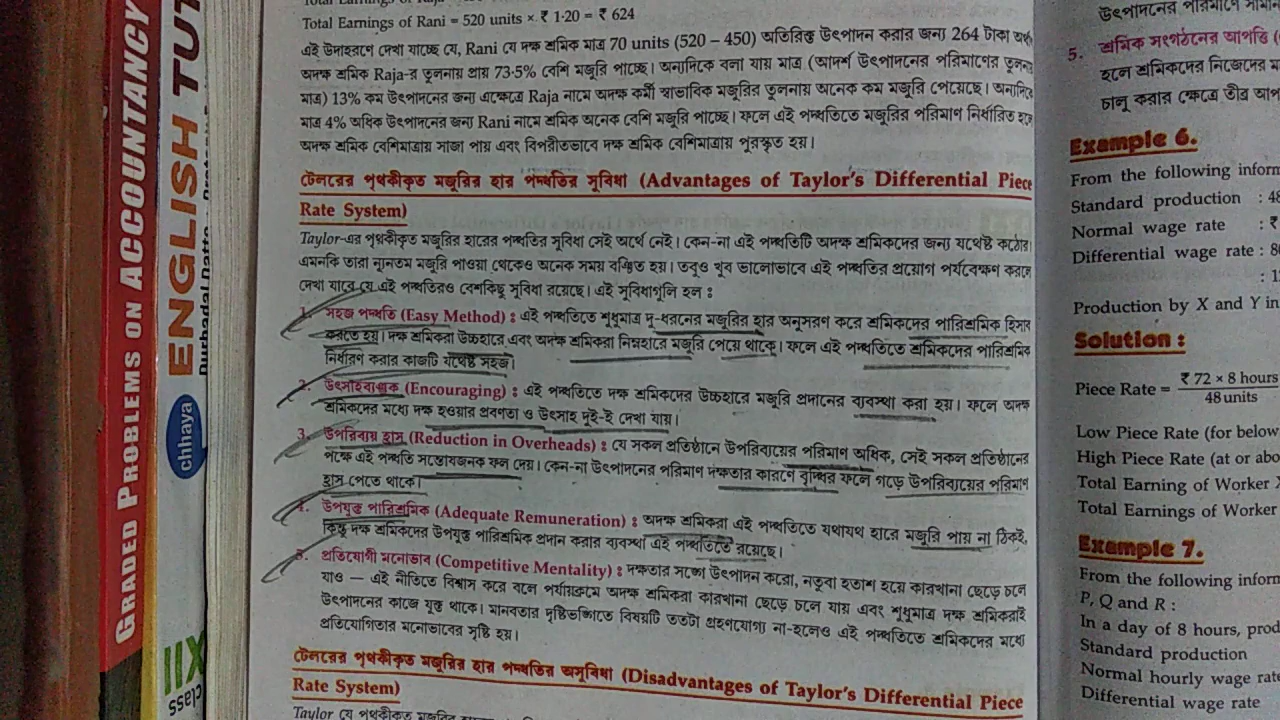 Total Earnings of Rani = 520 units × ₹ 1·20 = ₹ 624
এই উদাহরণে দেখা যাচ্ছে যে, Rani যে দক্ষ শ্রমিক মাত্র 70 units (520 – 450) অতিরিক্ত উৎপাদন করার জন্য 264 টাকা
অদক্ষ শ্রমিক Raja-র তুলনায় প্রায় 73·5% বেশি মজুরি পাচ্ছে। অন্যদিকে বলা যায় মাত্র (আদর্শ উৎপাদনের পরিমাণের তুলনায়
মাত্র) 13% কম উৎপাদনের জন্য এক্ষেত্রে Raja নামে অদক্ষ কর্মী স্বাভাবিক মজুরির তুলনায় অনেক কম মজুরি পেয়েছে। অন্যদিকে
মাত্র 4% অধিক উৎপাদনের জন্য Rani নামে শ্রমিক অনেক বেশি মজুরি পাচ্ছে। ফলে এই পদ্ধতিতে মজুরির পরিমাণ নির্ধারিত হলে
অদক্ষ শ্রমিক বেশিমাত্রায় সাজা পায় এবং বিপরীতভাবে দক্ষ শ্রমিক বেশিমাত্রায় পুরস্কৃত হয়।
টেলরের পৃথকীকৃত মজুরির হার পদ্ধতির সুবিধা (Advantages of Taylor's Differential Piece
Rate System)
Taylor-এর পৃথকীকৃত মজুরির হারের পদ্ধতির সুবিধা সেই অর্থে নেই। কেন-না এই পদ্ধতিটি অদক্ষ শ্রমিকদের জন্য যথেষ্ট কঠোর।
এমনকি তারা ন্যূনতম মজুরি পাওয়া থেকেও অনেক সময় বঞ্চিত হয়। তবুও খুব ভালোভাবে এই পদ্ধতির প্রয়োগ পর্যবেক্ষণ করলে
দেখা যাবে যে এই পদ্ধতিরও বেশকিছু সুবিধা রয়েছে। এই সুবিধাগুলি হল :
1. সহজ পদ্ধতি (Easy Method) : এই পদ্ধতিতে শুধুমাত্র দু-ধরনের মজুরির হার অনুসরণ করে শ্রমিকদের পারিশ্রমিক হিসাব
করতে হয়। দক্ষ শ্রমিকরা উচ্চহারে এবং অদক্ষ শ্রমিকরা নিম্নহারে মজুরি পেয়ে থাকে। ফলে এই পদ্ধতিতে শ্রমিকদের পারিশ্রমিক
নির্ধারণ করার কাজটি যথেষ্ট সহজ।
2. উৎসাহব্যঞ্জক (Encouraging) : এই পদ্ধতিতে দক্ষ শ্রমিকদের উচ্চহারে মজুরি প্রদানের ব্যবস্থা করা হয়। ফলে অদক্ষ
শ্রমিকদের মধ্যে দক্ষ হওয়ার প্রবণতা ও উৎসাহ দুই-ই দেখা যায়।
3. উপরিব্যয় হ্রাস (Reduction in Overheads) : যে সকল প্রতিষ্ঠানে উপরিব্যয়ের পরিমাণ অধিক, সেই সকল প্রতিষ্ঠানের
পক্ষে এই পদ্ধতি সন্তোষজনক ফল দেয়। কেন-না উৎপাদনের পরিমাণ দক্ষতার কারণে বৃদ্ধির ফলে গড়ে উপরিব্যয়ের পরিমাণ
হ্রাস পেতে থাকে।
4. উপযুক্ত পারিশ্রমিক (Adequate Remuneration) : অদক্ষ শ্রমিকরা এই পদ্ধতিতে যথাযথ হারে মজুরি পায় না ঠিকই,
কিন্তু দক্ষ শ্রমিকদের উপযুক্ত পারিশ্রমিক প্রদান করার ব্যবস্থা এই পদ্ধতিতে রয়েছে।
5. প্রতিযোগী মনোভাব (Competitive Mentality) : দক্ষতার সঙ্গে উৎপাদন করো, নতুবা হতাশ হয়ে কারখানা ছেড়ে চলে
যাও — এই নীতিতে বিশ্বাস করে বলে পর্যায়ক্রমে অদক্ষ শ্রমিকরা কারখানা ছেড়ে চলে যায় এবং শুধুমাত্র দক্ষ শ্রমিকরাই
উৎপাদনের কাজে যুক্ত থাকে। মানবতার দৃষ্টিভঙ্গিতে বিষয়টি ততটা গ্রহণযোগ্য না-হলেও এই পদ্ধতিতে শ্রমিকদের মধ্যে
প্রতিযোগিতার মনোভাবের সৃষ্টি হয়।
টেলরের পৃথকীকৃত মজুরির হার পদ্ধতির অসুবিধা (Disadvantages of Taylor's Differential Piece
Rate System)
Taylor যে পৃথকীকৃত মজুরির
উৎপাদনের পরিমাণে
5. শ্রমিক সংগঠনের আপত্তি
হলে শ্রমিকদের নিজেদের
চালু করার ক্ষেত্রে তীব্র
Example 6.
From the following
Standard production : 48
Normal wage rate : ₹
Differential wage rate :
Production by X and Y in
Solution :
Piece Rate = ₹ 72 × 8 hours
48 units
Low Piece Rate (for below
High Piece Rate (at or
Total Earning of Worker
Total Earnings of Worker
Example 7.
From the following
P, Q and R :
In a day of 8 hours,
Standard production
Normal hourly wage
Differential wage rate
GRADED PROBLEMS ON ACCOUNTANCY
ENGLISH
chhaya
XII
class